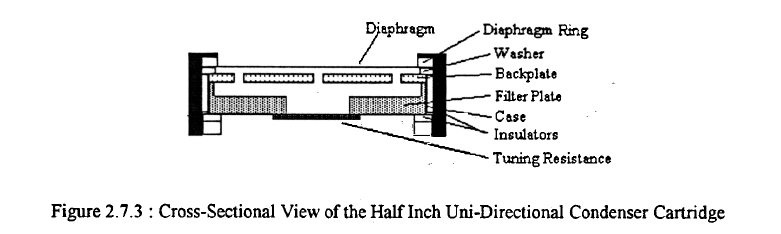 Diaphragm
Diaphragm Ring
Washer
Backplate
Filter Plate
Case
Insulators
Tuning Resistance
Figure 2.7.3 : Cross-Sectional View of the Half Inch Uni-Directional Condenser Cartridge